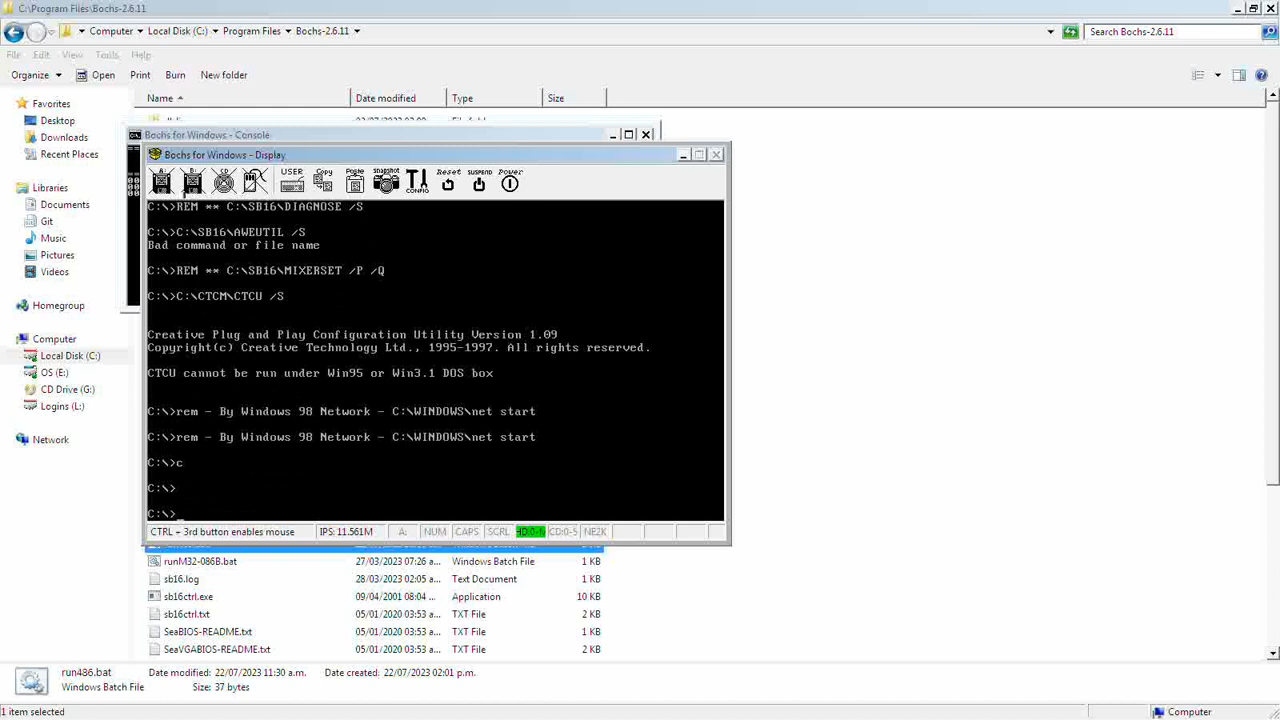 C:\Program Files\Bochs-2.6.11
Computer Local Disk (C:) Program Files Bochs-2.6.11 Search Bochs-2.6.11
File Edit View Tools Help
Organize Open Print Burn New folder
Name Date modified Type Size
Favorites
Desktop
Downloads
Recent Places
Libraries
Documents
Git
Music
Pictures
Videos
Homegroup
Computer
Local Disk (C:)
OS (E:)
CD Drive (G:)
Logins (L:)
Network
Bochs for Windows - Console
Bochs for Windows - Display
USER Copy Paste Snapshot CONFIG Reset SUSPEND Power
C:\>REM ** C:\SB16\DIAGNOSE /S
C:\>C:\SB16\AWEUTIL /S
Bad command or file name
C:\>REM ** C:\SB16\MIXERSET /P /Q
C:\>C:\CTCM\CTCU /S
Creative Plug and Play Configuration Utility Version 1.09
Copyright(c) Creative Technology Ltd., 1995-1997. All rights reserved.
CTCU cannot be run under Win95 or Win3.1 DOS box
C:\>rem - By Windows 98 Network - C:\WINDOWS\net start
C:\>rem - By Windows 98 Network - C:\WINDOWS\net start
C:\>c
C:\>
C:\>_
CTRL + 3rd button enables mouse IPS: 11.561M A: NUM CAPS SCRL HD:0-M CD:0-S NE2K
runM32-086B.bat 27/03/2023 07:26 a... Windows Batch File 1 KB
sb16.log 28/03/2023 02:05 a... Text Document 1 KB
sb16ctrl.exe 09/04/2001 08:04 ... Application 10 KB
sb16ctrl.txt 05/01/2020 03:53 a... TXT File 2 KB
SeaBIOS-README.txt 05/01/2020 03:53 a... TXT File 1 KB
SeaVGABIOS-README.txt 05/01/2020 03:53 a... TXT File 1 KB
run486.bat Date modified: 22/07/2023 11:30 a.m. Date created: 22/07/2023 02:01 p.m.
Windows Batch File Size: 37 bytes
1 item selected Computer